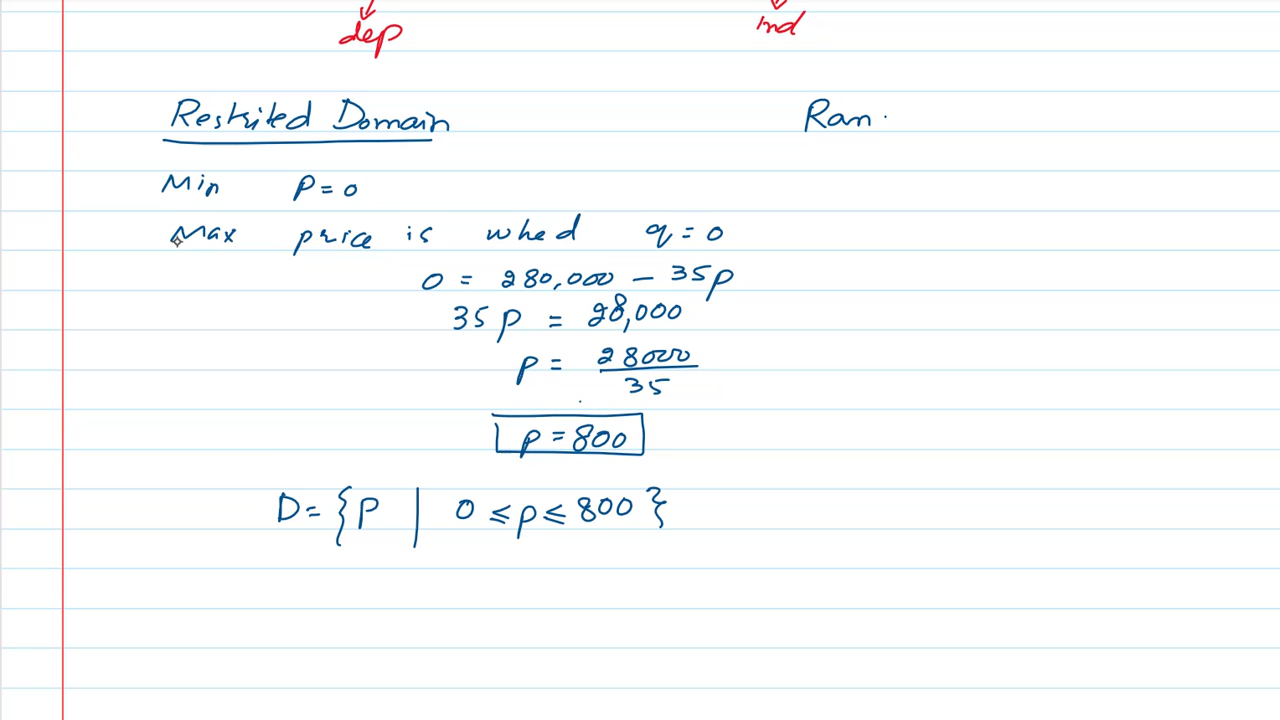 dep ind
Restrited Domain Ran
Min P = 0
Max price is whed q = 0
0 = 280,000 - 35p
35p = 28,000
p = 28000/35
p = 800
D = {P | 0 ≤ p ≤ 800}